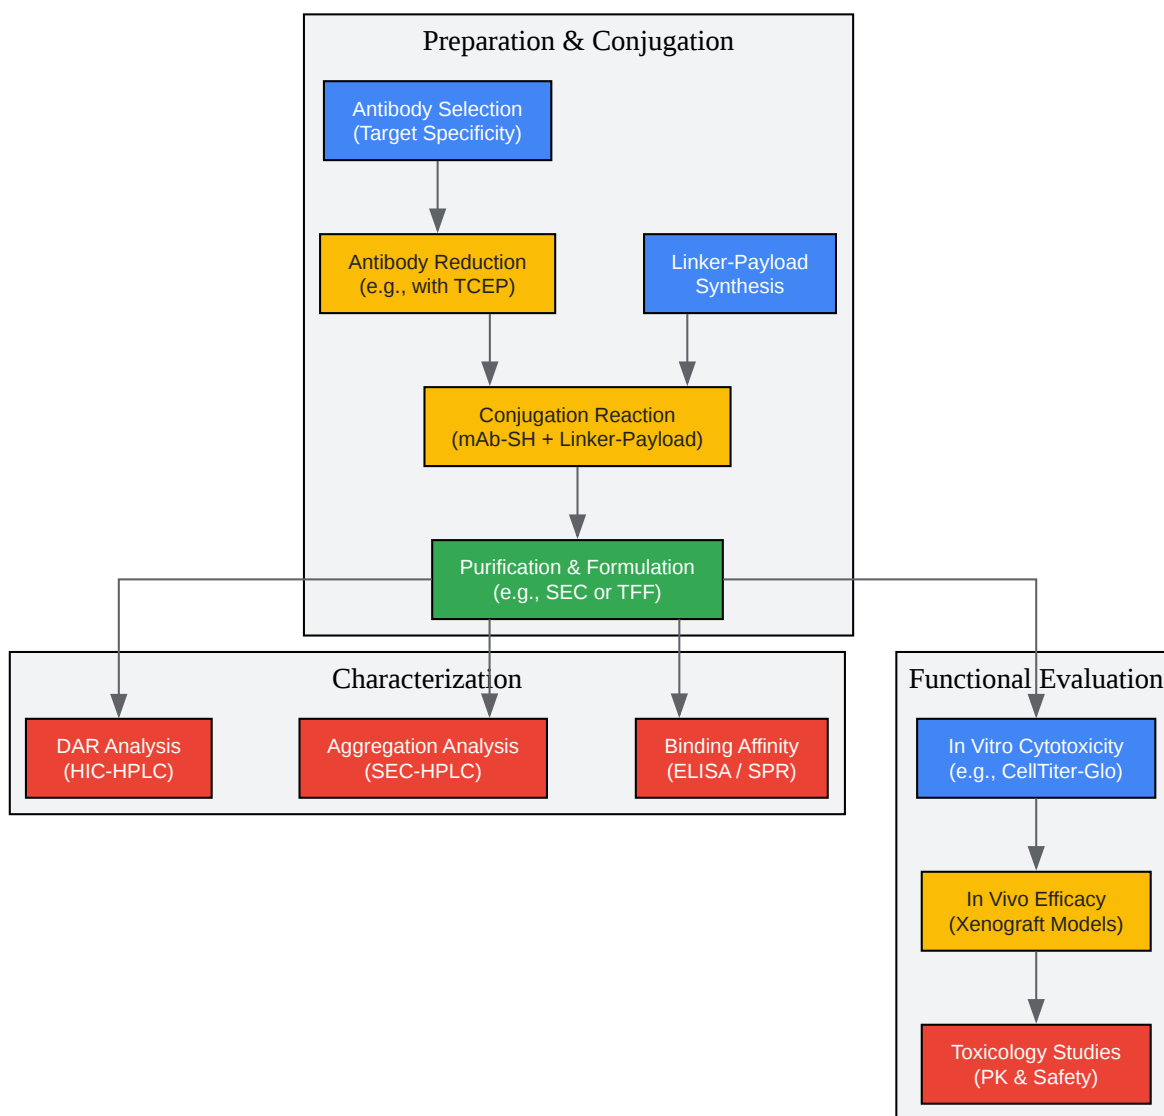 Preparation & Conjugation
Antibody Selection
(Target Specificity)
Antibody Reduction
(e.g., with TCEP)
Linker-Payload
Synthesis
Conjugation Reaction
(mAb-SH + Linker-Payload)
Purification & Formulation
(e.g., SEC or TFF)
Characterization
DAR Analysis
(HIC-HPLC)
Aggregation Analysis
(SEC-HPLC)
Binding Affinity
(ELISA / SPR)
Functional Evaluation
In Vitro Cytotoxicity
(e.g., CellTiter-Glo)
In Vivo Efficacy
(Xenograft Models)
Toxicology Studies
(PK & Safety)